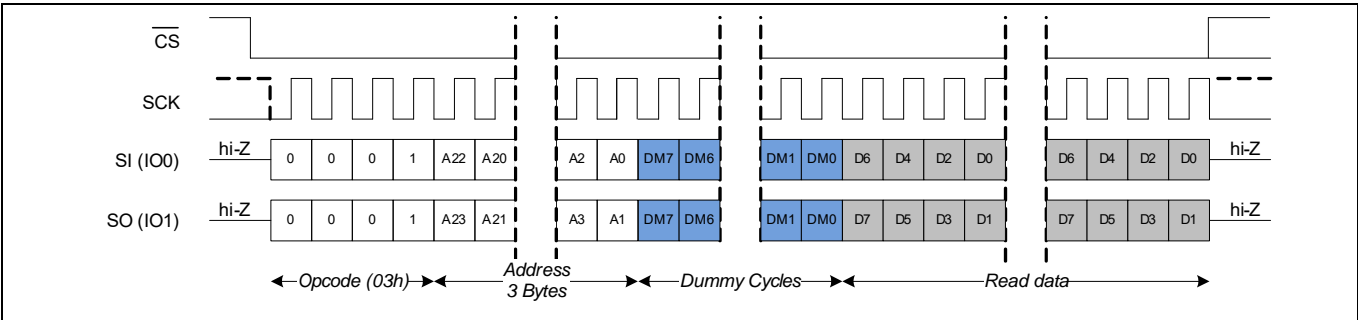 CS
SCK
SI (IO0) hi-Z 0 0 0 1 A22 A20 A2 A0 DM7 DM6 DM1 DM0 D6 D4 D2 D0 D6 D4 D2 D0 hi-Z
SO (IO1) hi-Z 0 0 0 1 A23 A21 A3 A1 DM7 DM6 DM1 DM0 D7 D5 D3 D1 D7 D5 D3 D1 hi-Z
Opcode (03h) Address Dummy Cycles Read data
3 Bytes